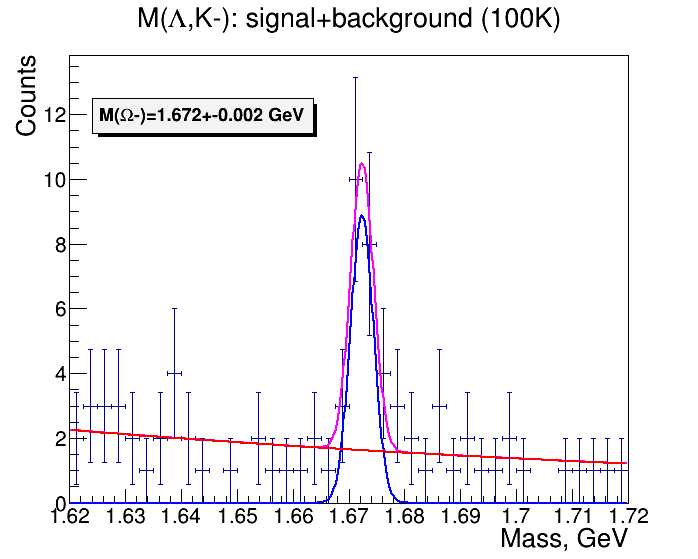 M(Λ,K-): signal+background (100K)
Counts
M(Ω-)=1.672+-0.002 GeV
12
10
8
6
4
2
0
1.62 1.63 1.64 1.65 1.66 1.67 1.68 1.69 1.7 1.71 1.72
Mass, GeV